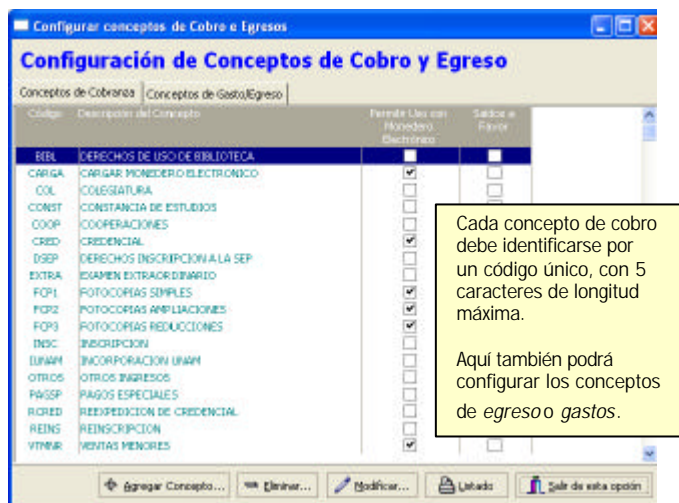 Configurar conceptos de Cobro e Egresos
Configuración de Conceptos de Cobro y Egreso
Conceptos de Cobranza Conceptos de Gasto/Egreso
Código Descripción del Concepto Permite Uso con Monedero Electrónico Saldos a Favor
BIBL DERECHOS DE USO DE BIBLIOTECA
CARGA CARGAR MONEDERO ELECTRONICO
COL COLEGIATURA
CONST CONSTANCIA DE ESTUDIOS
COOP COOPERACIONES
CRED CREDENCIAL
DSEP DERECHOS INSCRIPCION A LA SEP
EXTRA EXAMEN EXTRAORDINARIO
FCP1 FOTOCOPIAS SIMPLES
FCP2 FOTOCOPIAS AMPLIACIONES
FCP3 FOTOCOPIAS REDUCCIONES
INSC INSCRIPCION
IUNAM INCORPORACION UNAM
OTROS OTROS INGRESOS
PAGSP PAGOS ESPECIALES
RCRED REEXPEDICION DE CREDENCIAL
REINS REINSCRIPCION
VTMNR VENTAS MENORES
Cada concepto de cobro
debe identificarse por
un código único, con 5
caracteres de longitud
máxima.
Aquí también podrá
configurar los conceptos
de egreso o gastos.
Agregar Concepto... Eliminar... Modificar... Listado Salir de esta opción